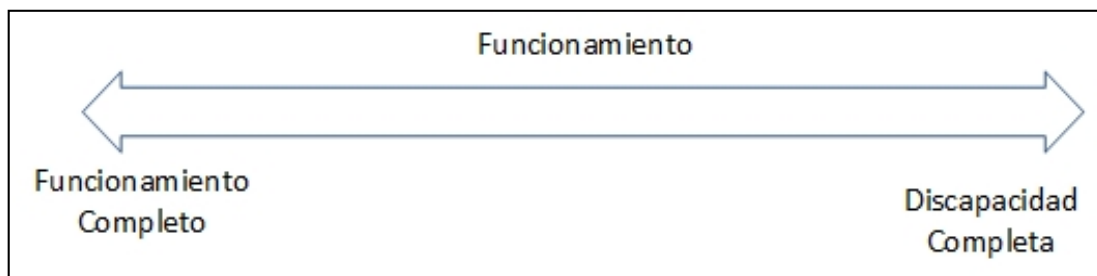 Funcionamiento
Funcionamiento
Completo
Discapacidad
Completa